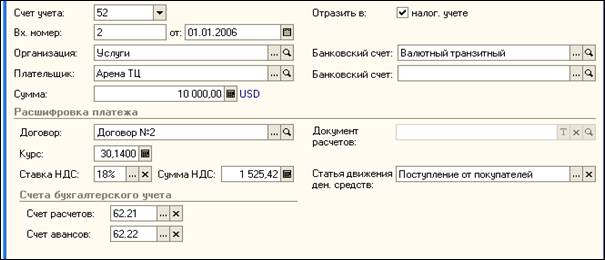 Счет учета: 52 Отразить в: налог. учете
Вх. номер: 2 от: 01.01.2006
Организация: Услуги ... Банковский счет: Валютный транзитный ...
Плательщик: Арена ТЦ ... Банковский счет: ...
Сумма: 10 000,00 USD
Расшифровка платежа
Договор: Договор №2 ... Документ расчетов: T ×
Курс: 30,1400
Ставка НДС: 18% ... × Сумма НДС: 1 525,42 Статья движения ден. средств: Поступление от покупателей ... ×
Счета бухгалтерского учета
Счет расчетов: 62.21 ... ×
Счет авансов: 62.22 ... ×